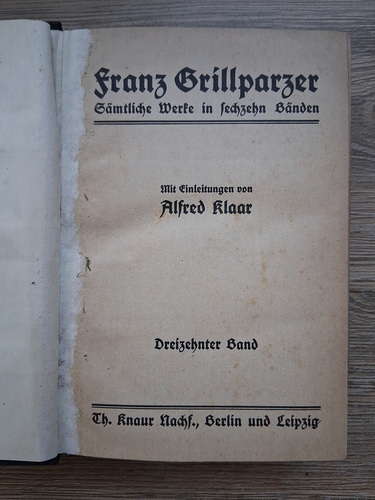 Franz Grillparzer
Sämtliche Werke in sechzehn Bänden
Mit Einleitungen von
Alfred Klaar
Dreizehnter Band
Th. Knaur Nachf., Berlin und Leipzig